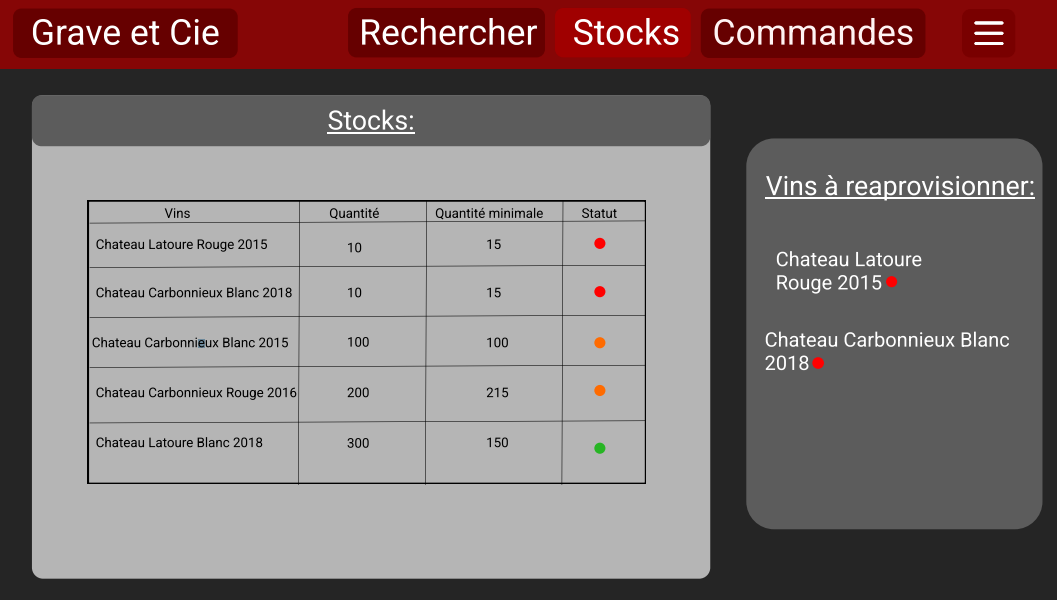 Grave et Cie Rechercher Stocks Commandes
Stocks:
Vins Quantité Quantité minimale Statut
Chateau Latoure Rouge 2015 10 15
Chateau Carbonnieux Blanc 2018 10 15
Chateau Carbonnieux Blanc 2015 100 100
Chateau Carbonnieux Rouge 2016 200 215
Chateau Latoure Blanc 2018 300 150
Vins à reaprovisionner:
Chateau Latoure
Rouge 2015
Chateau Carbonnieux Blanc
2018